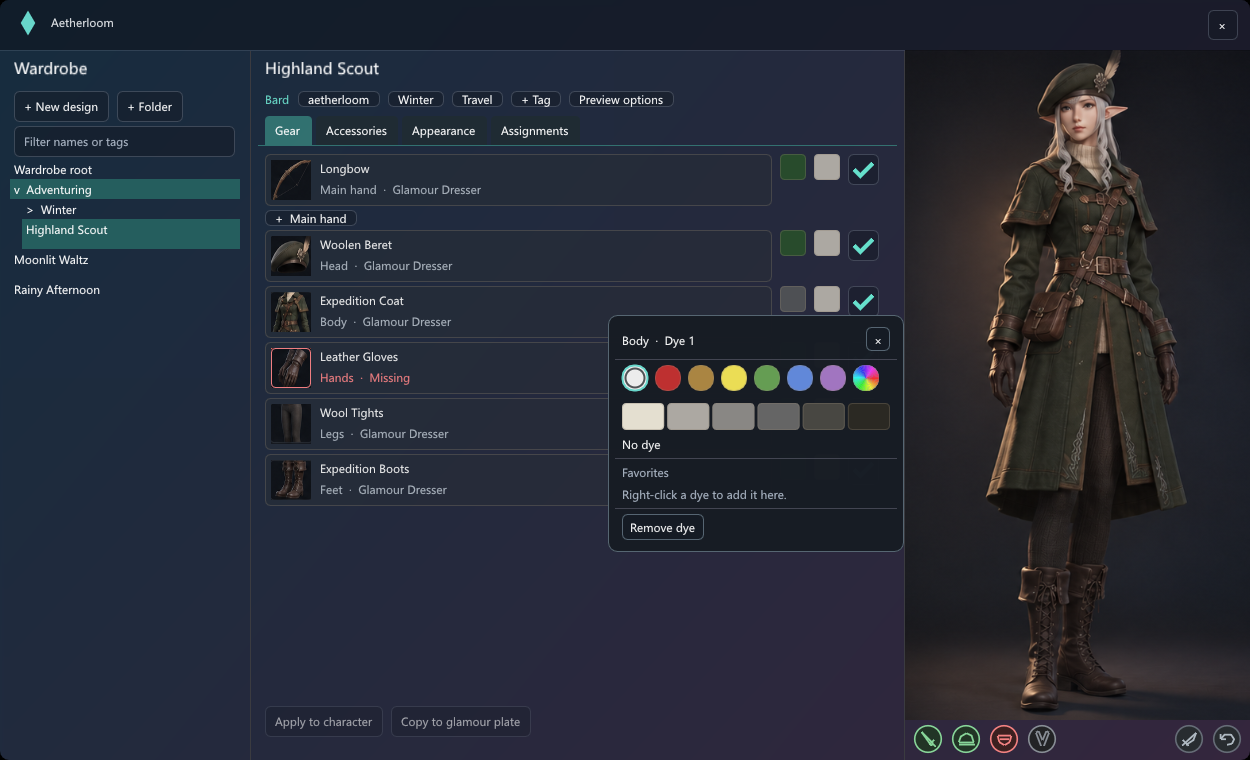 Aetherloom
×
Wardrobe
+ New design
+ Folder
Filter names or tags
Wardrobe root
v Adventuring
> Winter
Highland Scout
Moonlit Waltz
Rainy Afternoon
Highland Scout
Bard aetherloom Winter Travel + Tag Preview options
Gear Accessories Appearance Assignments
Longbow
Main hand · Glamour Dresser
+ Main hand
Woolen Beret
Head · Glamour Dresser
Expedition Coat
Body · Glamour Dresser
Leather Gloves
Hands · Missing
Wool Tights
Legs · Glamour Dresser
Expedition Boots
Feet · Glamour Dresser
Body · Dye 1
×
No dye
Favorites
Right-click a dye to add it here.
Remove dye
Apply to character
Copy to glamour plate